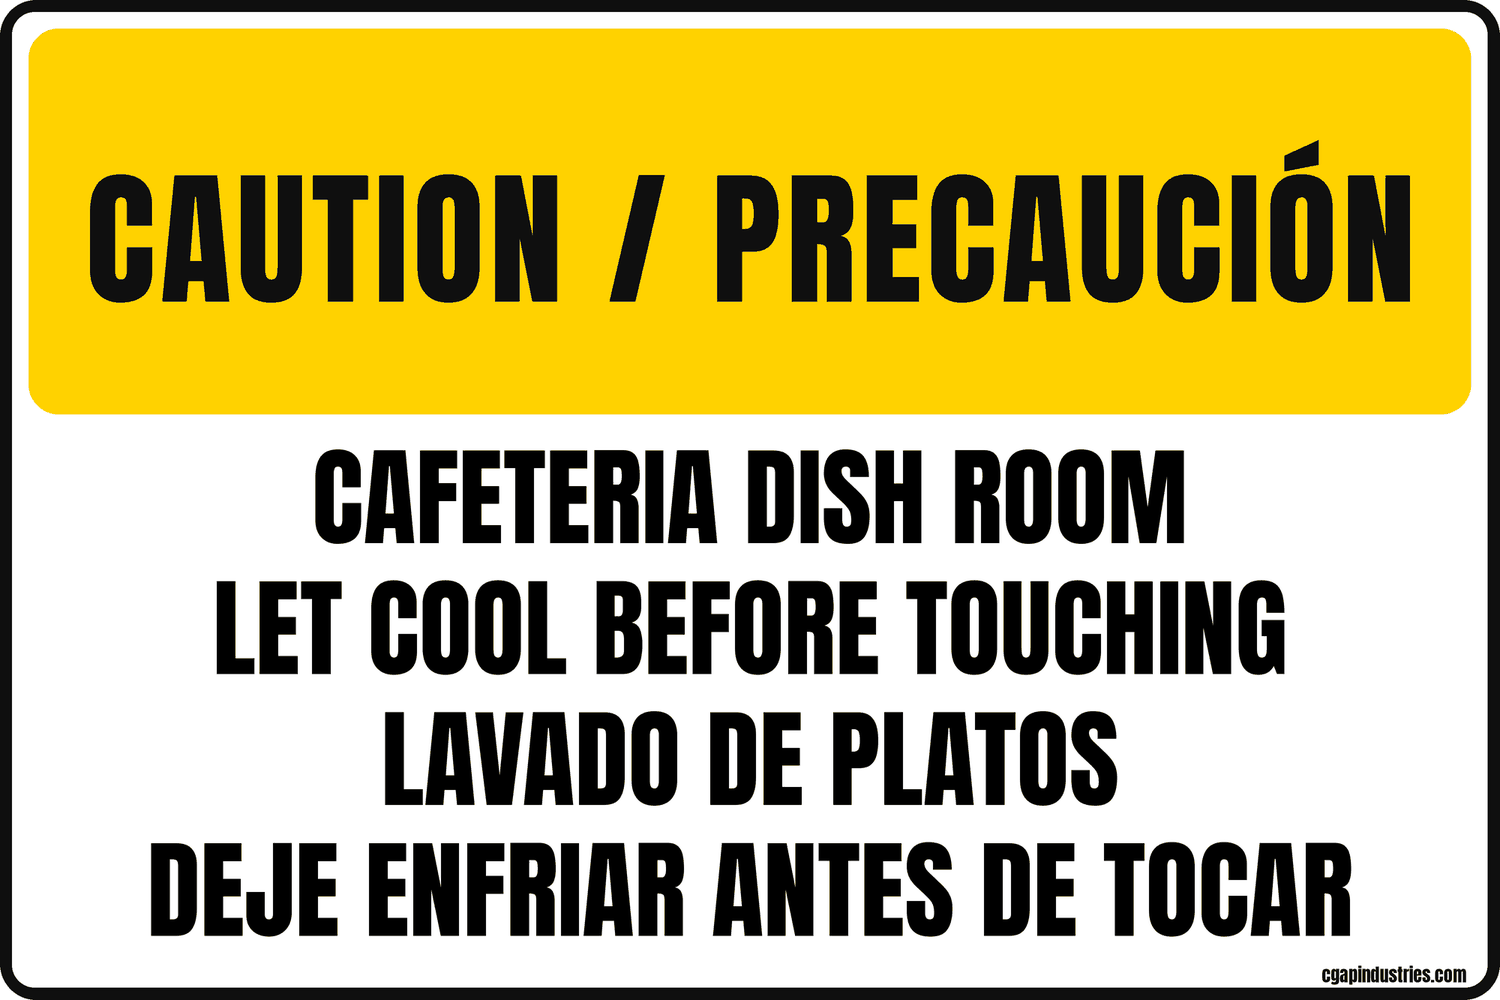 CAUTION / PRECAUCIÓN
CAFETERIA DISH ROOM
LET COOL BEFORE TOUCHING
LAVADO DE PLATOS
DEJE ENFRIAR ANTES DE TOCAR
cgapindustries.com